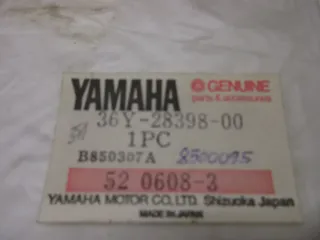 YAMAHA GENUINE
parts & accessories
36Y-28398-00
1PC
B850307A 8500095
52 0608-3
YAMAHA MOTOR CO., LTD. Shizuoka Japan
MADE IN JAPAN